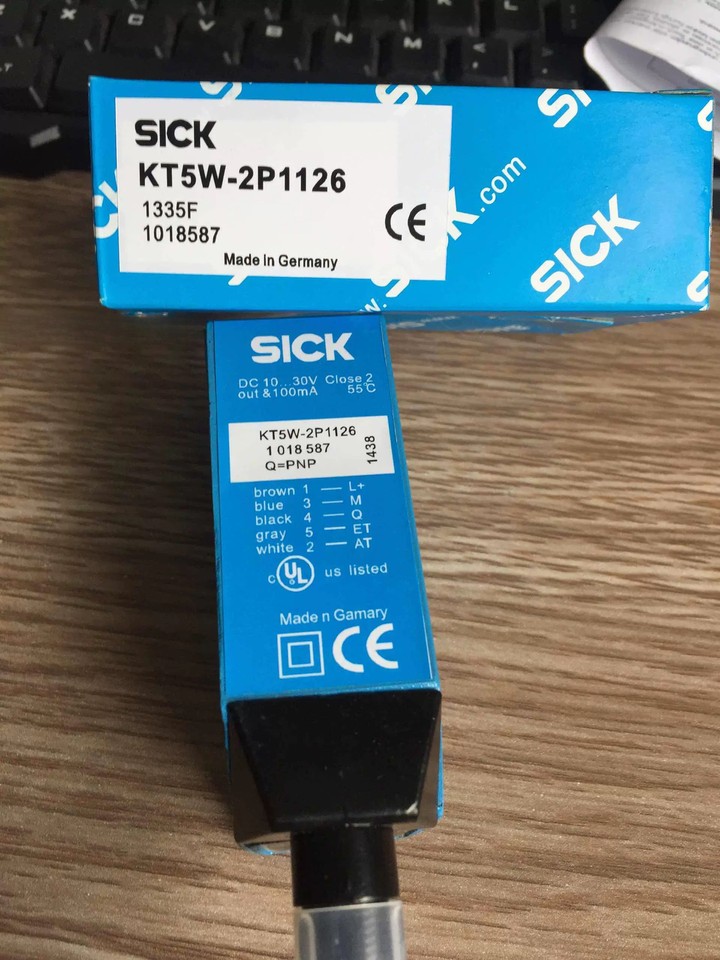 Z X C V B N M
SICK
KT5W-2P1126
1335F
1018587
CE
Made in Germany
SICK.com
SICK
SICK
DC 10...30V Close 2
out &100mA 55°C
KT5W-2P1126
1 018 587
Q=PNP
1438
brown 1 — L+
blue 3 — M
black 4 — Q
gray 5 — ET
white 2 — AT
c UL us listed
Made n Gamary
CE